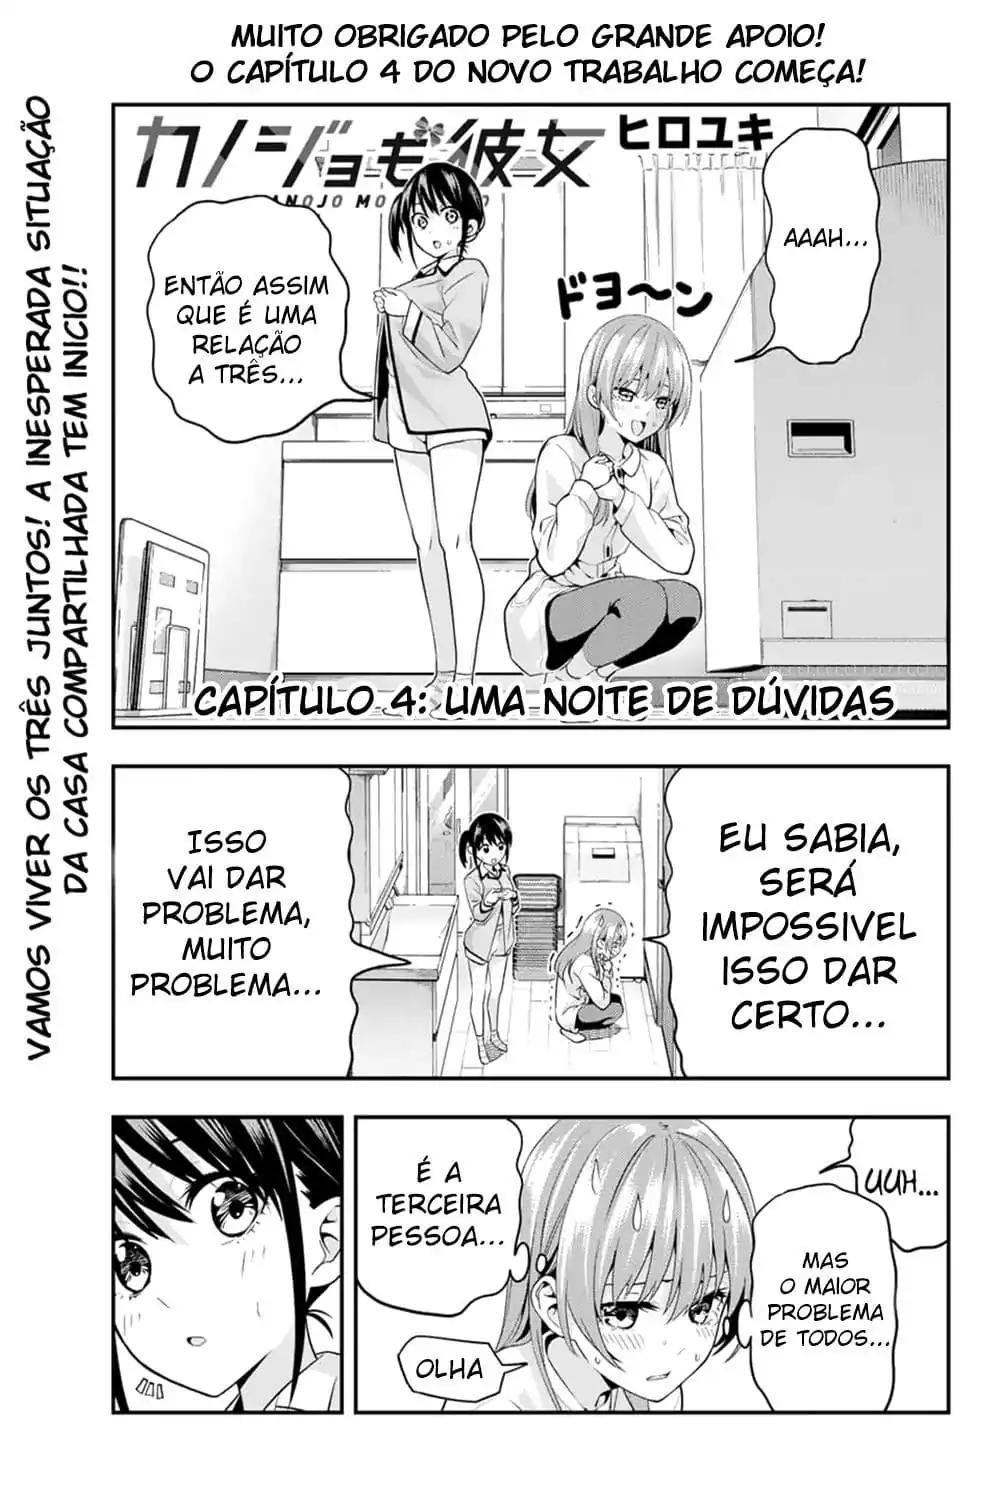 MUITO OBRIGADO PELO GRANDE APOIO!
O CAPÍTULO 4 DO NOVO TRABALHO COMEÇA!
VAMOS VIVER OS TRÊS JUNTOS! A INESPERADA SITUAÇÃO
DA CASA COMPARTILHADA TEM INICIO!!
カノジョも彼女
ヒロユキ
AAAH...
ドヨ〜ン
ENTÃO ASSIM
QUE É UMA
RELAÇÃO
A TRÊS...
CAPÍTULO 4: UMA NOITE DE DÚVIDAS
EU SABIA,
SERÁ
IMPOSSIVEL
ISSO DAR
CERTO...
ISSO
VAI DAR
PROBLEMA,
MUITO
PROBLEMA...
UUH...
MAS
O MAIOR
PROBLEMA
DE TODOS...
É A
TERCEIRA
PESSOA...
OLHA